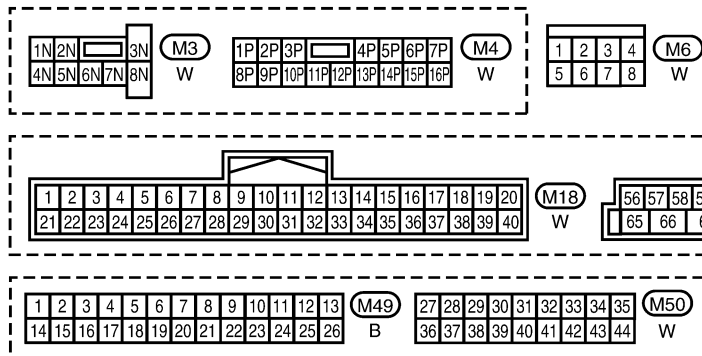 1N 2N 3N M3
4N 5N 6N 7N 8N W
1P 2P 3P 4P 5P 6P 7P M4
8P 9P 10P 11P 12P 13P 14P 15P 16P W
1 2 3 4 M6
5 6 7 8 W
1 2 3 4 5 6 7 8 9 10 11 12 13 14 15 16 17 18 19 20 M18
21 22 23 24 25 26 27 28 29 30 31 32 33 34 35 36 37 38 39 40 W
56 57 58 5
65 66 6
1 2 3 4 5 6 7 8 9 10 11 12 13 M49
14 15 16 17 18 19 20 21 22 23 24 25 26 B
27 28 29 30 31 32 33 34 35 M50
36 37 38 39 40 41 42 43 44 W